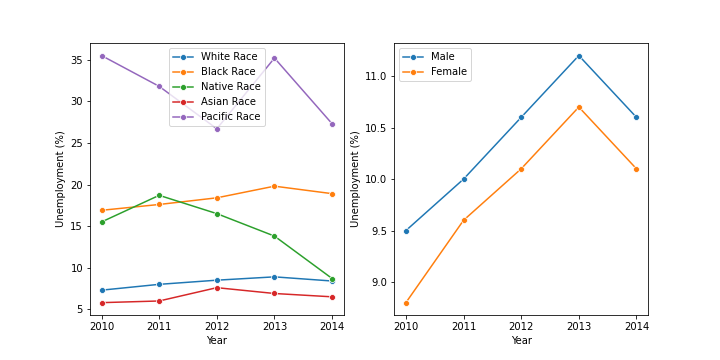 35
30
25
20
15
10
5
Unemployment (%)
White Race
Black Race
Native Race
Asian Race
Pacific Race
2010 2011 2012 2013 2014
Year
11.0
10.5
10.0
9.5
9.0
Unemployment (%)
Male
Female
2010 2011 2012 2013 2014
Year